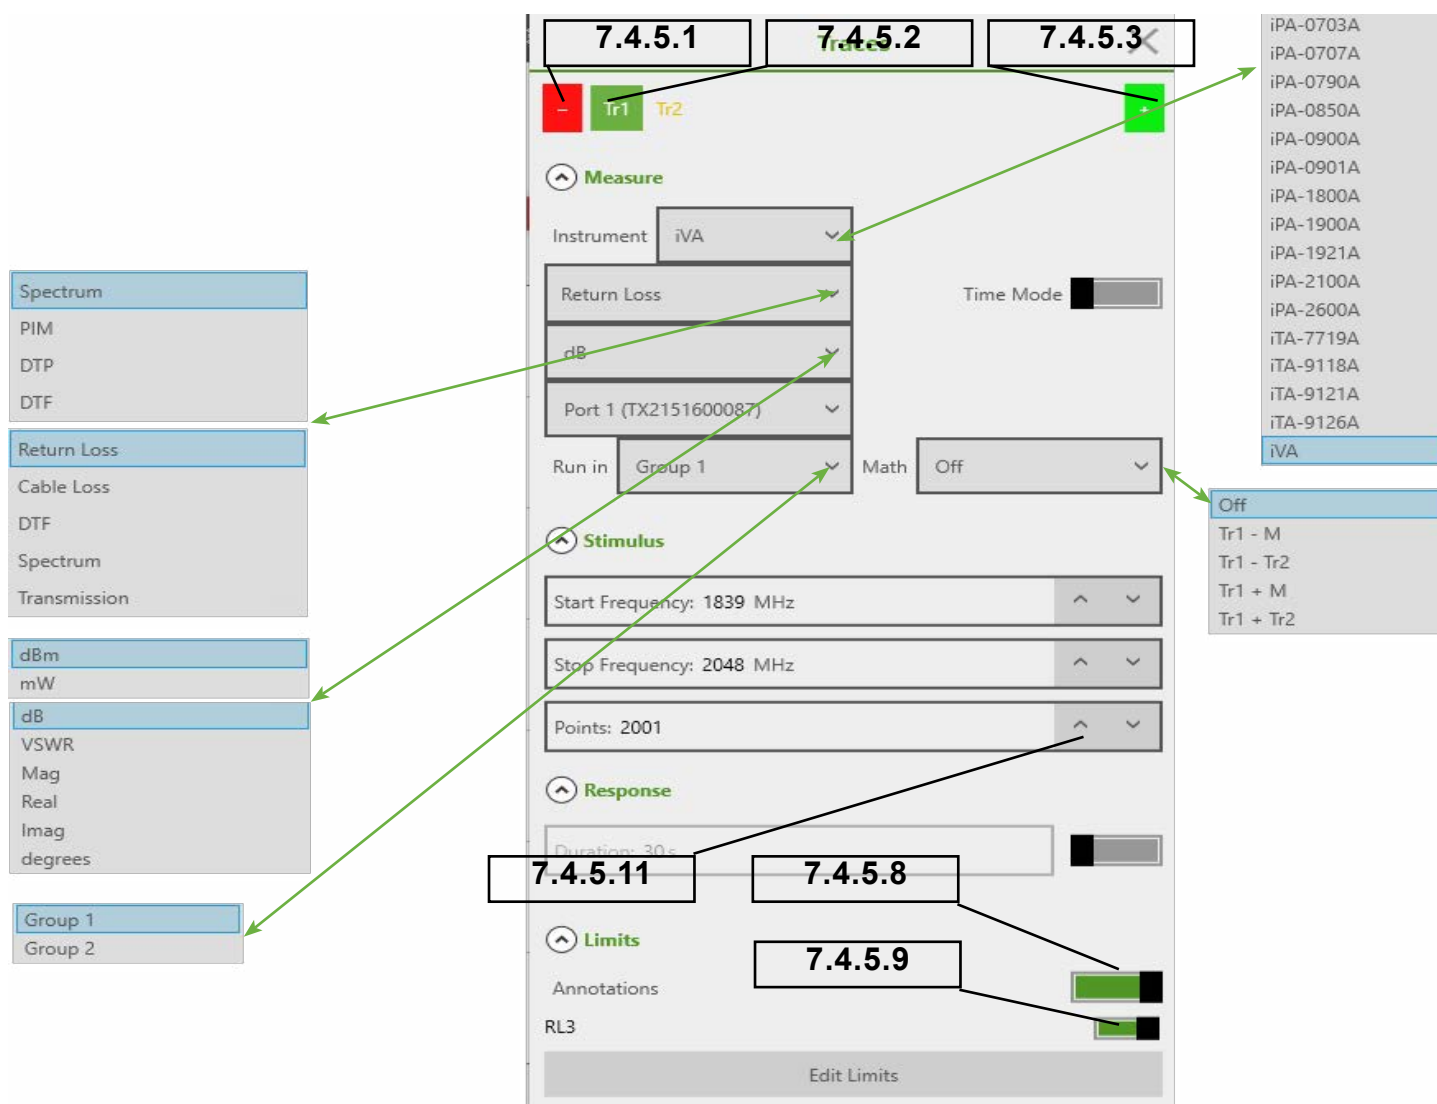 7.4.5.1
7.4.5.2
7.4.5.3
Traces
-
Tr1
Tr2
+
Measure
Instrument
iVA
Return Loss
Time Mode
dB
Port 1 (TX2151600087)
Run in
Group 1
Math
Off
Stimulus
Start Frequency: 1839 MHz
Stop Frequency: 2048 MHz
Points: 2001
Response
Duration: 30 s
7.4.5.11
7.4.5.8
Limits
7.4.5.9
Annotations
RL3
Edit Limits
Spectrum
PIM
DTP
DTF
Return Loss
Cable Loss
DTF
Spectrum
Transmission
dBm
mW
dB
VSWR
Mag
Real
Imag
degrees
Group 1
Group 2
iPA-0703A
iPA-0707A
iPA-0790A
iPA-0850A
iPA-0900A
iPA-0901A
iPA-1800A
iPA-1900A
iPA-1921A
iPA-2100A
iPA-2600A
iTA-7719A
iTA-9118A
iTA-9121A
iTA-9126A
iVA
Off
Tr1 - M
Tr1 - Tr2
Tr1 + M
Tr1 + Tr2